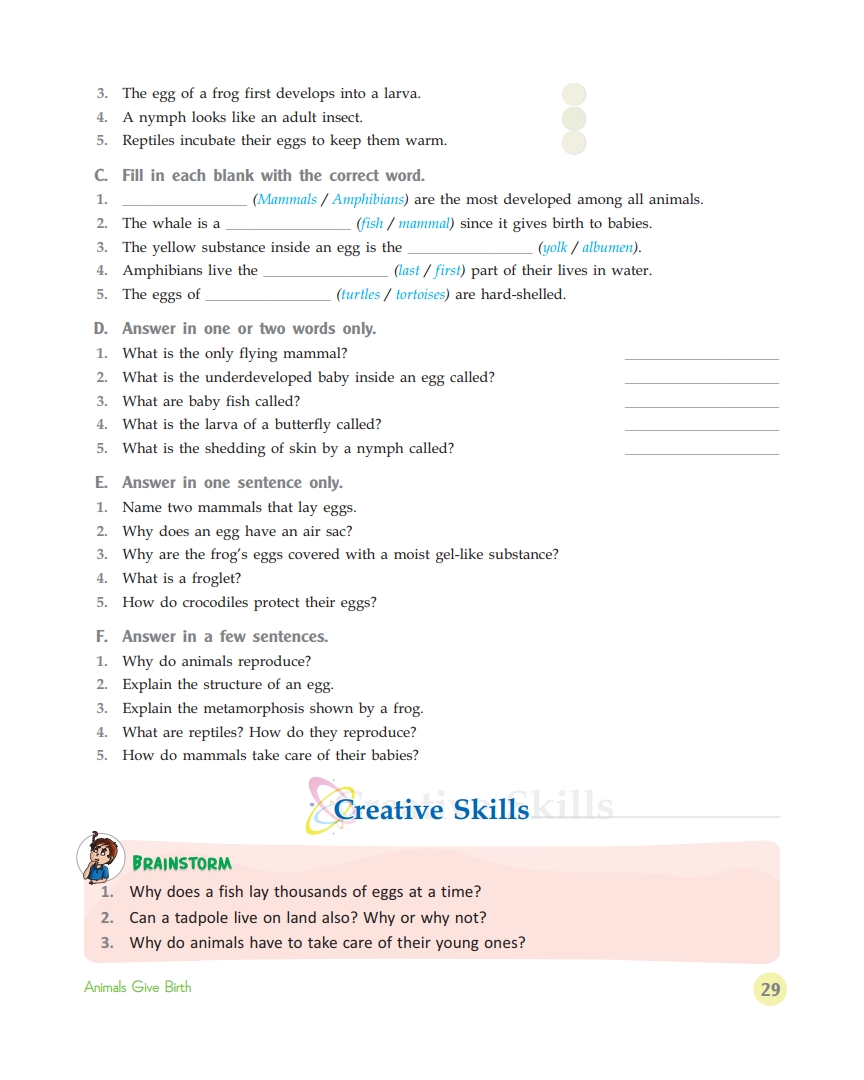 3. The egg of a frog first develops into a larva.
4. A nymph looks like an adult insect.
5. Reptiles incubate their eggs to keep them warm.
C. Fill in each blank with the correct word.
1. ________________ (Mammals / Amphibians) are the most developed among all animals.
2. The whale is a ________________ (fish / mammal) since it gives birth to babies.
3. The yellow substance inside an egg is the ________________ (yolk / albumen).
4. Amphibians live the ________________ (last / first) part of their lives in water.
5. The eggs of ________________ (turtles / tortoises) are hard-shelled.
D. Answer in one or two words only.
1. What is the only flying mammal? ____________________
2. What is the underdeveloped baby inside an egg called? ____________________
3. What are baby fish called? ____________________
4. What is the larva of a butterfly called? ____________________
5. What is the shedding of skin by a nymph called? ____________________
E. Answer in one sentence only.
1. Name two mammals that lay eggs.
2. Why does an egg have an air sac?
3. Why are the frog's eggs covered with a moist gel-like substance?
4. What is a froglet?
5. How do crocodiles protect their eggs?
F. Answer in a few sentences.
1. Why do animals reproduce?
2. Explain the structure of an egg.
3. Explain the metamorphosis shown by a frog.
4. What are reptiles? How do they reproduce?
5. How do mammals take care of their babies?
Creative Skills
BRAINSTORM
1. Why does a fish lay thousands of eggs at a time?
2. Can a tadpole live on land also? Why or why not?
3. Why do animals have to take care of their young ones?
Animals Give Birth 29